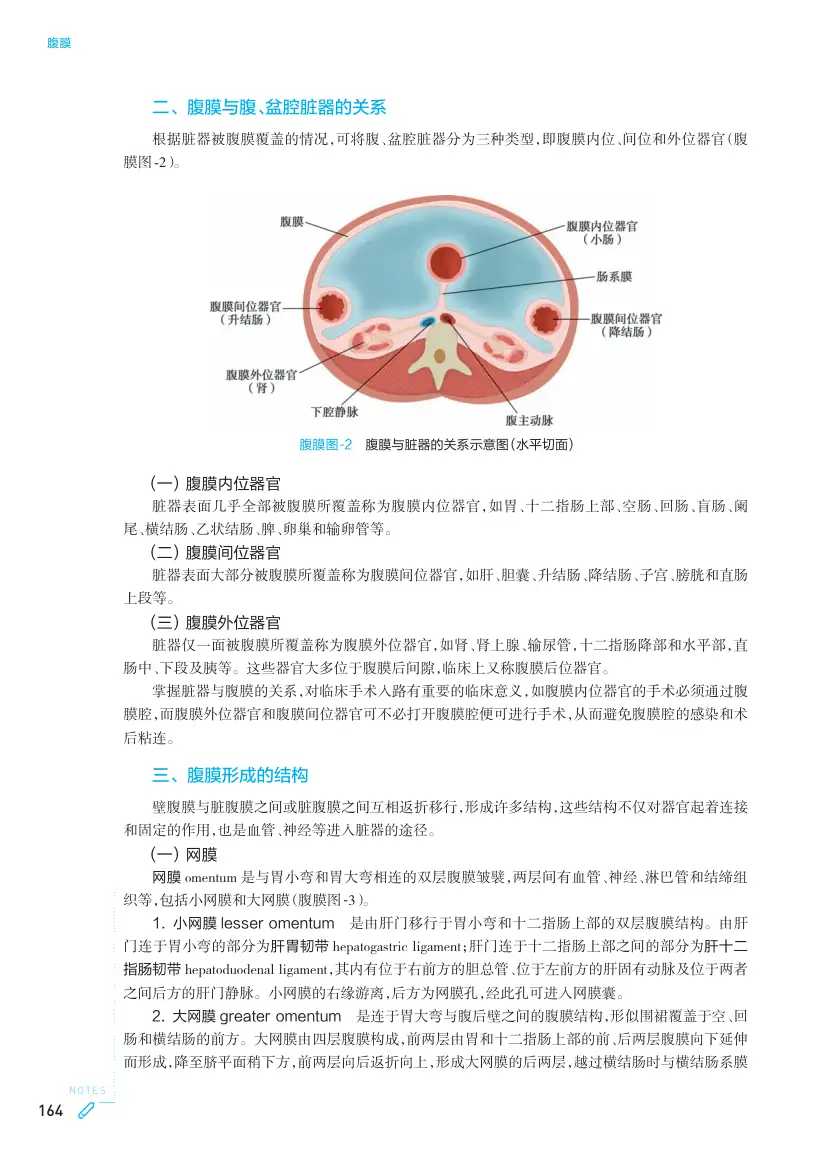 腹膜
二、腹膜与腹、盆腔脏器的关系
根据脏器被腹膜覆盖的情况,可将腹、盆腔脏器分为三种类型,即腹膜内位、间位和外位器官(腹
膜图-2)。
腹膜
腹膜内位器官
(小肠)
肠系膜
腹膜间位器官
(升结肠)
腹膜间位器官
(降结肠)
腹膜外位器官
(肾)
下腔静脉
腹主动脉
腹膜图-2 腹膜与脏器的关系示意图(水平切面)
(一)腹膜内位器官
脏器表面几乎全部被腹膜所覆盖称为腹膜内位器官,如胃、十二指肠上部、空肠、回肠、盲肠、阑
尾、横结肠、乙状结肠、脾、卵巢和输卵管等。
(二)腹膜间位器官
脏器表面大部分被腹膜所覆盖称为腹膜间位器官,如肝、胆囊、升结肠、降结肠、子宫、膀胱和直肠
上段等。
(三)腹膜外位器官
脏器仅一面被腹膜所覆盖称为腹膜外位器官,如肾、肾上腺、输尿管,十二指肠降部和水平部,直
肠中、下段及胰等。这些器官大多位于腹膜后间隙,临床上又称腹膜后位器官。
掌握脏器与腹膜的关系,对临床手术入路有重要的临床意义,如腹膜内位器官的手术必须通过腹
膜腔,而腹膜外位器官和腹膜间位器官可不必打开腹膜腔便可进行手术,从而避免腹膜腔的感染和术
后粘连。
三、腹膜形成的结构
壁腹膜与脏腹膜之间或脏腹膜之间互相返折移行,形成许多结构,这些结构不仅对器官起着连接
和固定的作用,也是血管、神经等进入脏器的途径。
(一)网膜
网膜 omentum 是与胃小弯和胃大弯相连的双层腹膜皱襞,两层间有血管、神经、淋巴管和结缔组
织等,包括小网膜和大网膜(腹膜图-3)。
1. 小网膜 lesser omentum 是由肝门移行于胃小弯和十二指肠上部的双层腹膜结构。由肝
门连于胃小弯的部分为肝胃韧带 hepatogastric ligament;肝门连于十二指肠上部之间的部分为肝十二
指肠韧带 hepatoduodenal ligament,其内有位于右前方的胆总管、位于左前方的肝固有动脉及位于两者
之间后方的肝门静脉。小网膜的右缘游离,后方为网膜孔,经此孔可进入网膜囊。
2. 大网膜 greater omentum 是连于胃大弯与腹后壁之间的腹膜结构,形似围裙覆盖于空、回
肠和横结肠的前方。大网膜由四层腹膜构成,前两层由胃和十二指肠上部的前、后两层腹膜向下延伸
而形成,降至脐平面稍下方,前两层向后返折向上,形成大网膜的后两层,越过横结肠时与横结肠系膜
NOTES
164